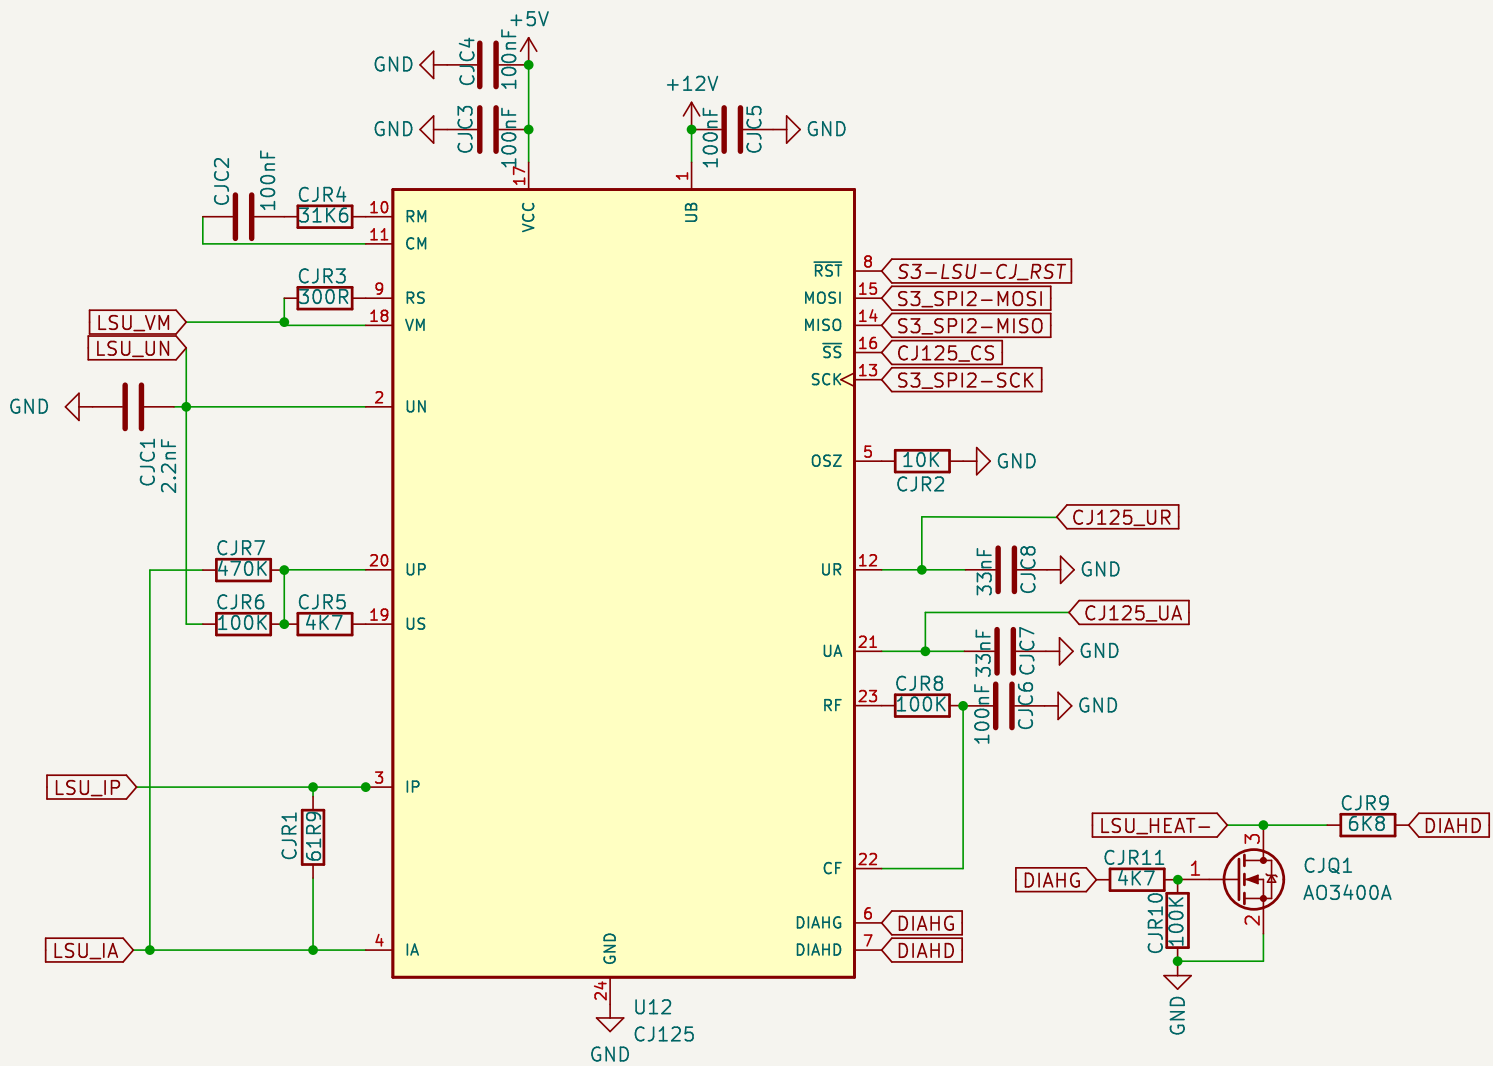 +5V
GND
CJC4
100nF
+12V
GND
CJC3
100nF
100nF
CJC5
GND
CJC2
100nF
17
1
CJR4
31K6
10
RM
VCC
UB
11
CM
CJR3
300R
9
RS
LSU_VM
18
VM
LSU_UN
RST
8
S3-LSU-CJ_RST
MOSI
15
S3_SPI2-MOSI
MISO
14
S3_SPI2-MISO
SS
16
CJ125_CS
SCK
13
S3_SPI2-SCK
GND
CJC1
2.2nF
2
UN
OSZ
5
10K
CJR2
GND
CJ125_UR
CJR7
470K
20
UP
UR
12
33nF
CJC8
GND
CJR6
100K
CJR5
4K7
19
US
CJ125_UA
UA
21
33nF
CJC7
GND
CJR8
RF
23
100K
100nF
CJC6
GND
LSU_IP
3
IP
CJR1
61R9
CF
22
LSU_IA
4
IA
DIAHG
6
DIAHG
DIAHD
7
DIAHD
GND
24
U12
CJ125
GND
CJR9
LSU_HEAT-
6K8
DIAHD
3
CJR11
DIAHG
4K7
1
CJQ1
AO3400A
CJR10
100K
2
GND